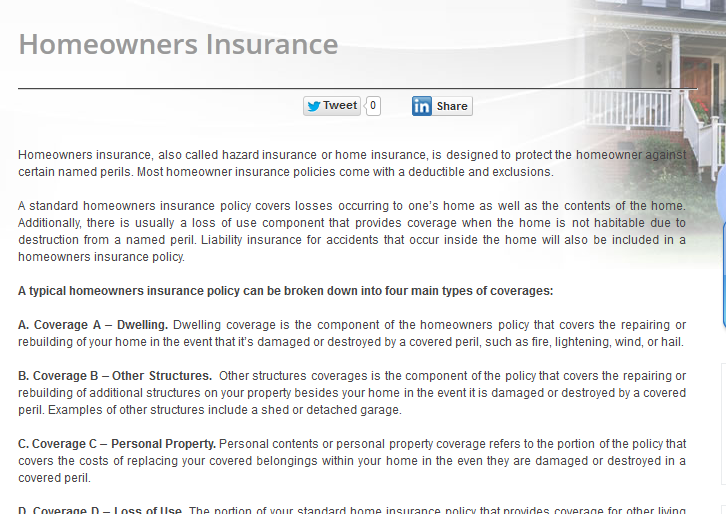 Homeowners Insurance
Tweet 0 in Share
Homeowners insurance, also called hazard insurance or home insurance, is designed to protect the homeowner against
certain named perils. Most homeowner insurance policies come with a deductible and exclusions.
A standard homeowners insurance policy covers losses occurring to one's home as well as the contents of the home.
Additionally, there is usually a loss of use component that provides coverage when the home is not habitable due to
destruction from a named peril. Liability insurance for accidents that occur inside the home will also be included in a
homeowners insurance policy.
A typical homeowners insurance policy can be broken down into four main types of coverages:
A. Coverage A – Dwelling. Dwelling coverage is the component of the homeowners policy that covers the repairing or
rebuilding of your home in the event that it's damaged or destroyed by a covered peril, such as fire, lightening, wind, or hail.
B. Coverage B – Other Structures. Other structures coverages is the component of the policy that covers the repairing or
rebuilding of additional structures on your property besides your home in the event it is damaged or destroyed by a covered
peril. Examples of other structures include a shed or detached garage.
C. Coverage C – Personal Property. Personal contents or personal property coverage refers to the portion of the policy that
covers the costs of replacing your covered belongings within your home in the even they are damaged or destroyed in a
covered peril.
D. Coverage D – Loss of Use. The portion of your standard home insurance policy that provides coverage for other living